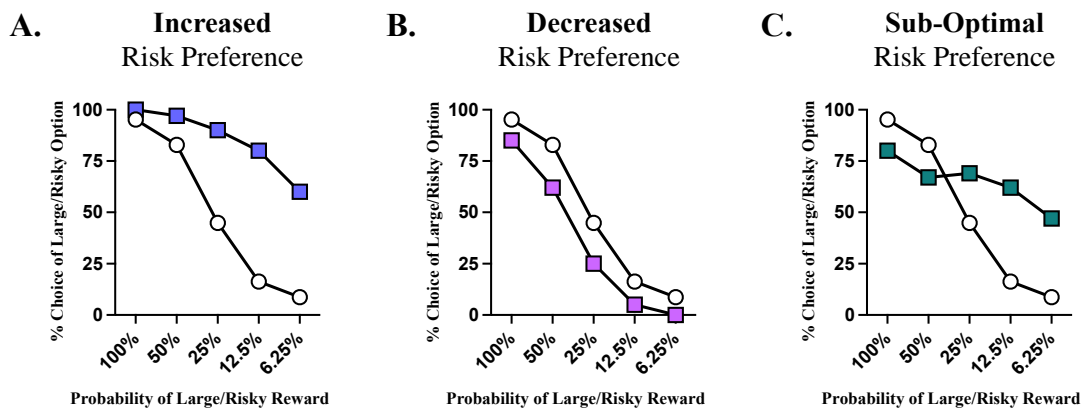 A.
Increased
Risk Preference
% Choice of Large/Risky Option
100
75
50
25
0
100%
50%
25%
12.5%
6.25%
Probability of Large/Risky Reward
B.
Decreased
Risk Preference
% Choice of Large/Risky Option
100
75
50
25
0
100%
50%
25%
12.5%
6.25%
Probability of Large/Risky Reward
C.
Sub-Optimal
Risk Preference
% Choice of Large/Risky Option
100
75
50
25
0
100%
50%
25%
12.5%
6.25%
Probability of Large/Risky Reward